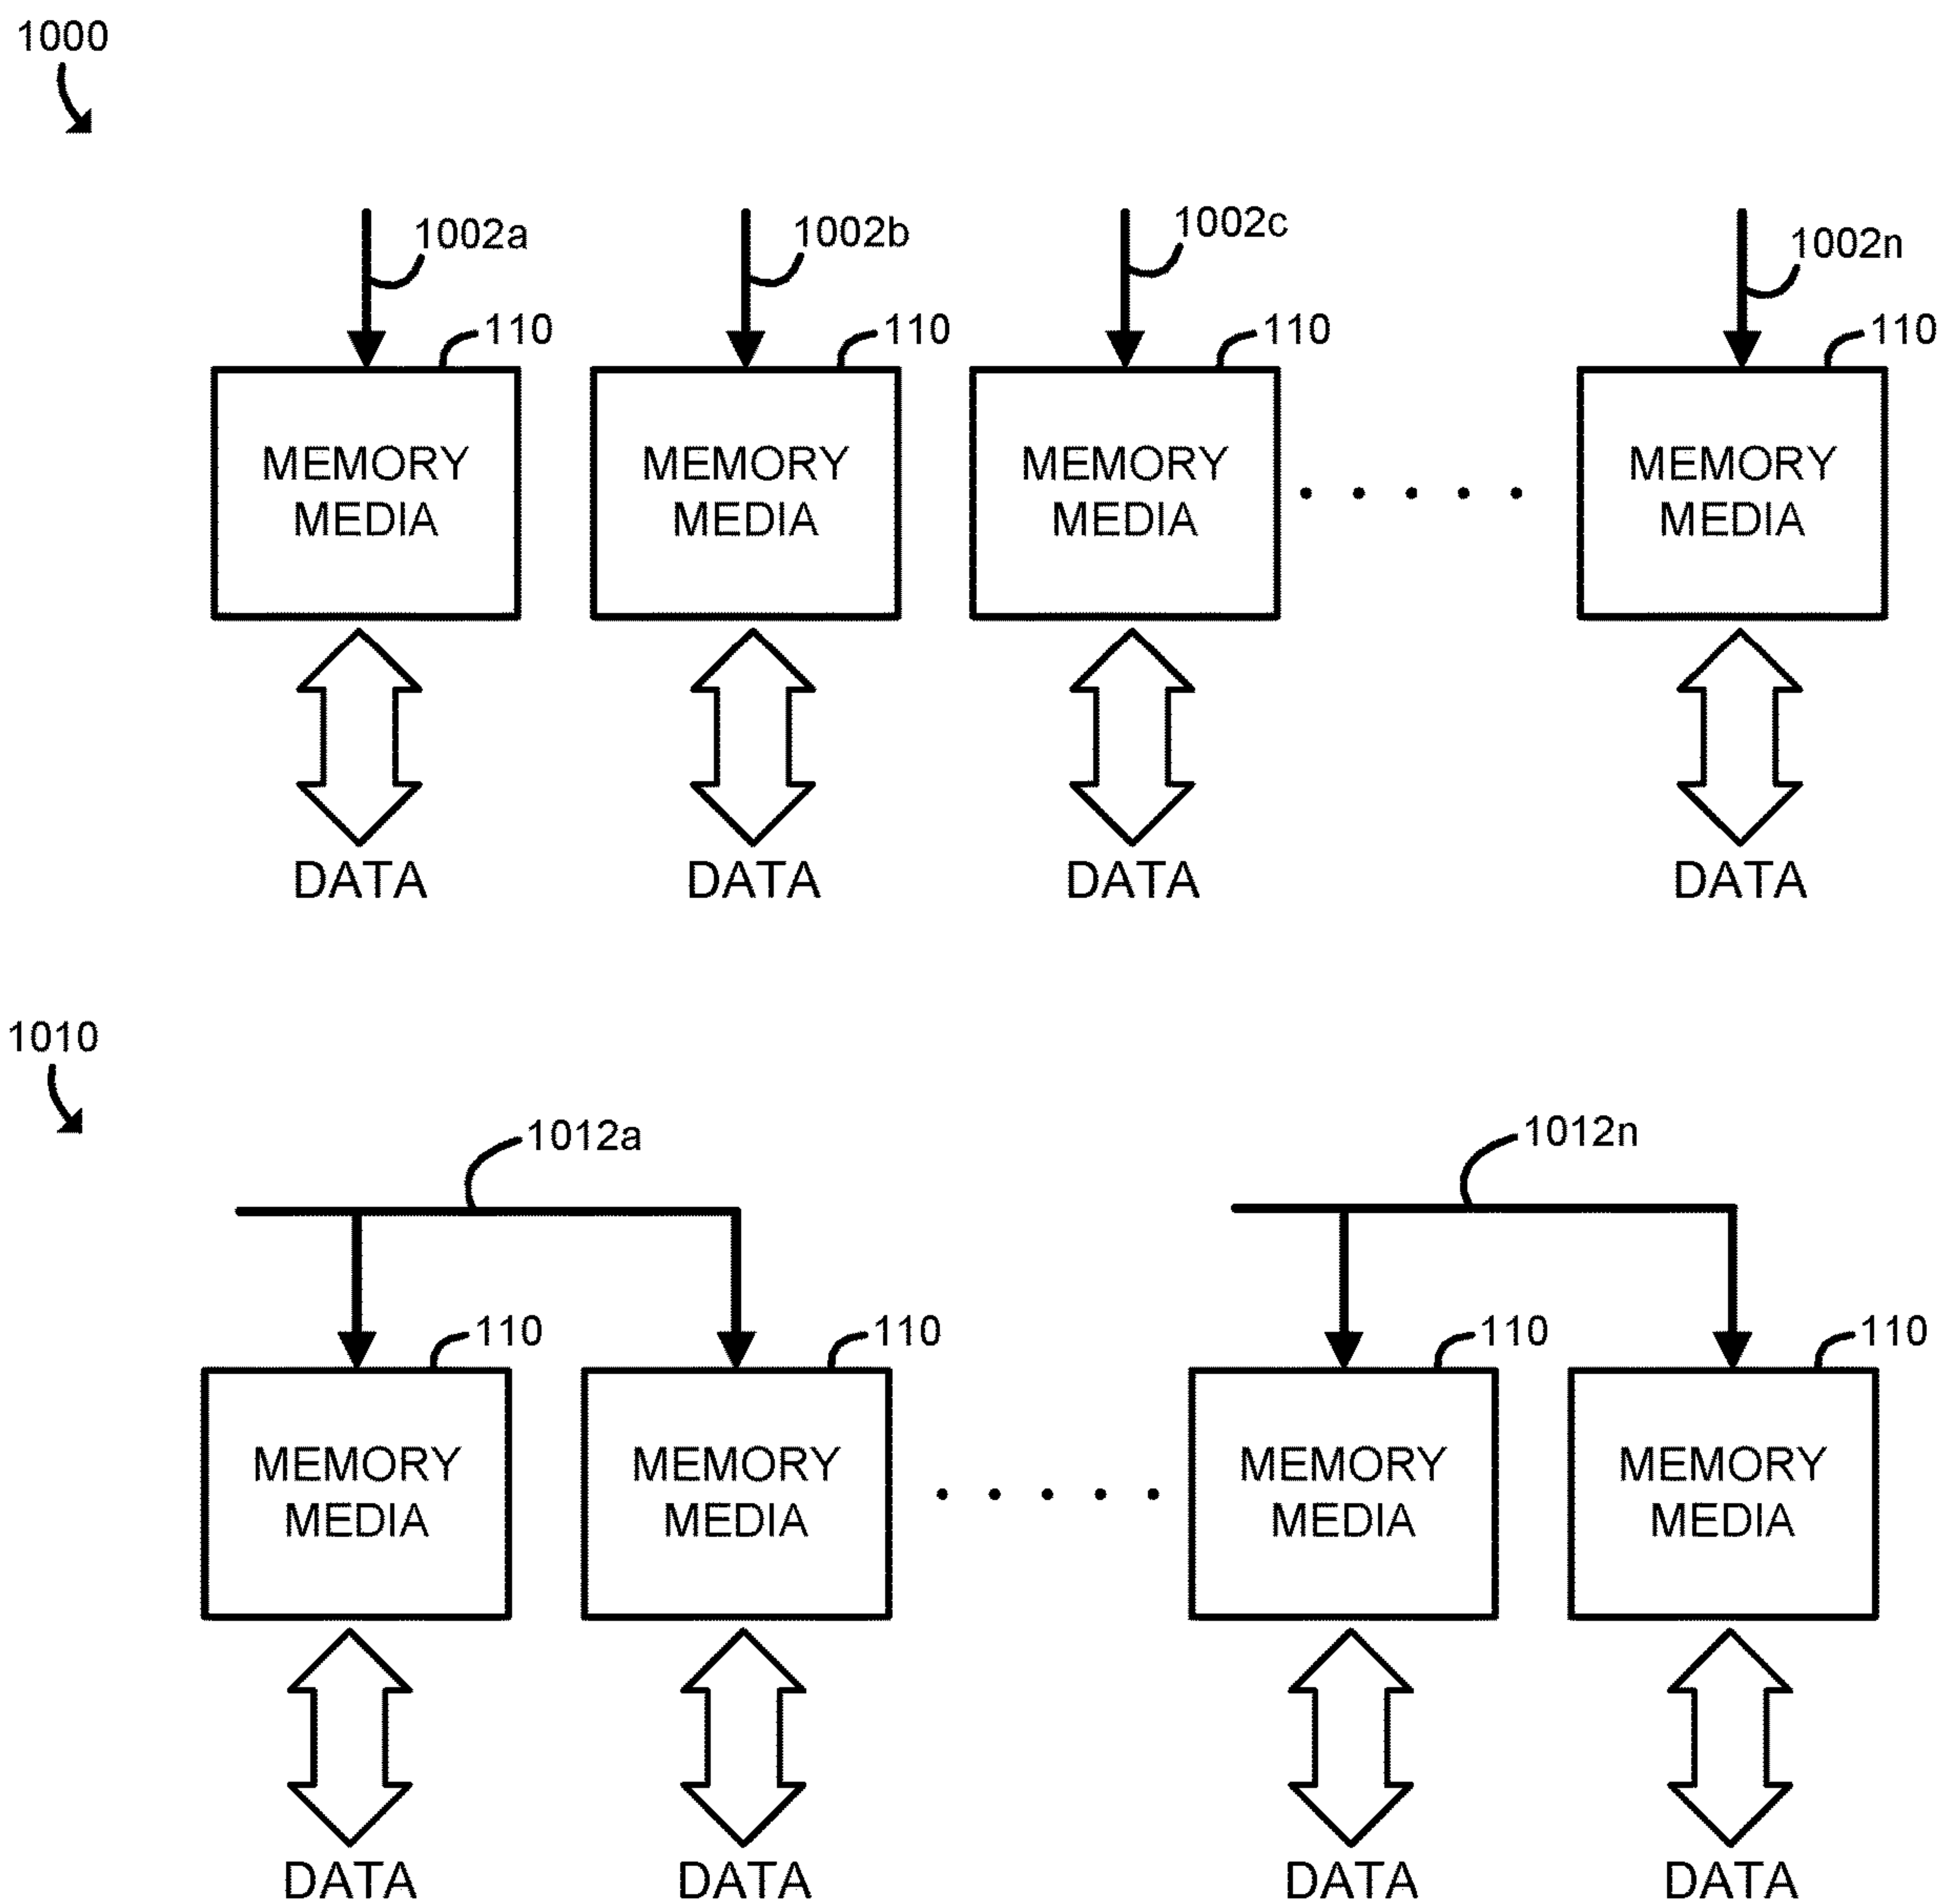 1000
1002a 1002b 1002c 1002n
110 110 110 110
MEMORY MEMORY MEMORY MEMORY
MEDIA MEDIA MEDIA MEDIA
DATA DATA DATA DATA
1010
1012a 1012n
110 110 110 110
MEMORY MEMORY MEMORY MEMORY
MEDIA MEDIA MEDIA MEDIA
DATA DATA DATA DATA